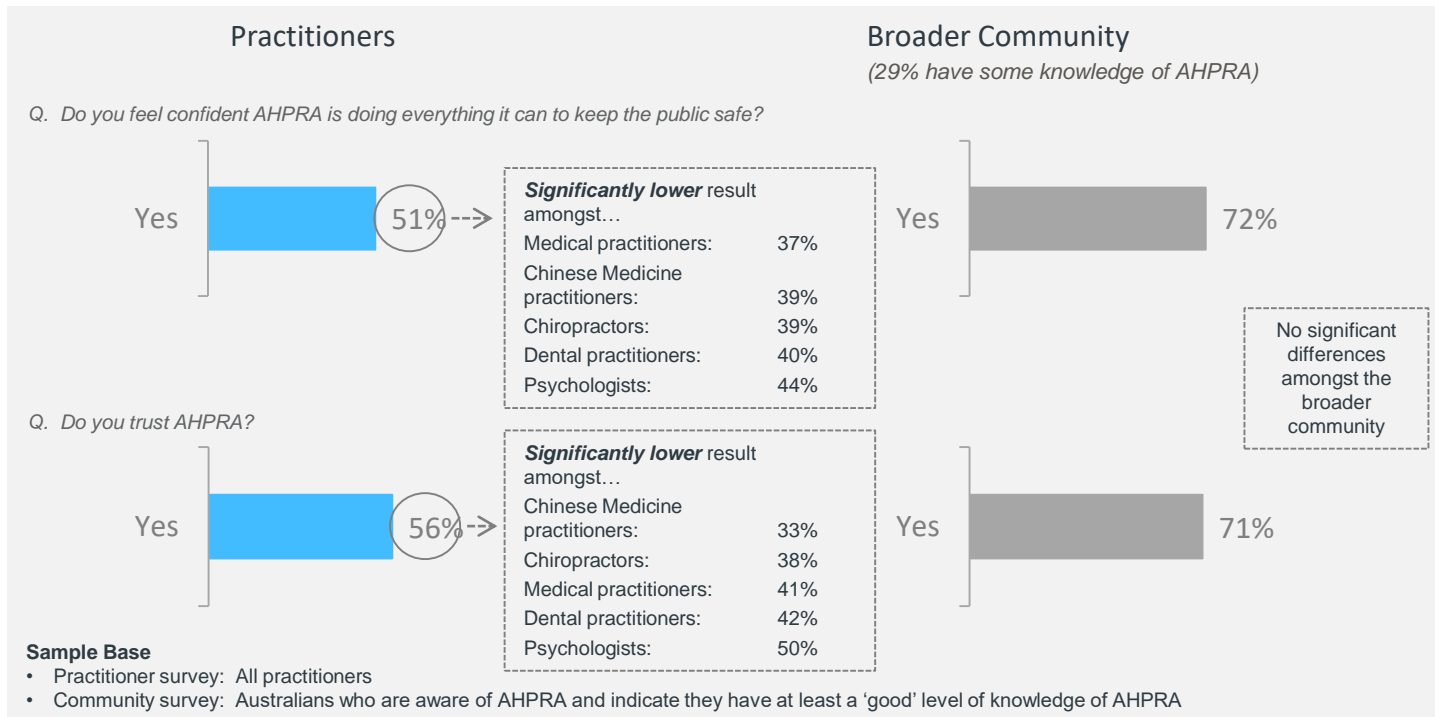 Practitioners
Broader Community
(29% have some knowledge of AHPRA)
Q. Do you feel confident AHPRA is doing everything it can to keep the public safe?
Yes
51%
Significantly lower result
amongst…
Medical practitioners: 37%
Chinese Medicine
practitioners: 39%
Chiropractors: 39%
Dental practitioners: 40%
Psychologists: 44%
Yes
72%
No significant
differences
amongst the
broader
community
Q. Do you trust AHPRA?
Yes
56%
Significantly lower result
amongst…
Chinese Medicine
practitioners: 33%
Chiropractors: 38%
Medical practitioners: 41%
Dental practitioners: 42%
Psychologists: 50%
Yes
71%
Sample Base
• Practitioner survey: All practitioners
• Community survey: Australians who are aware of AHPRA and indicate they have at least a ‘good’ level of knowledge of AHPRA